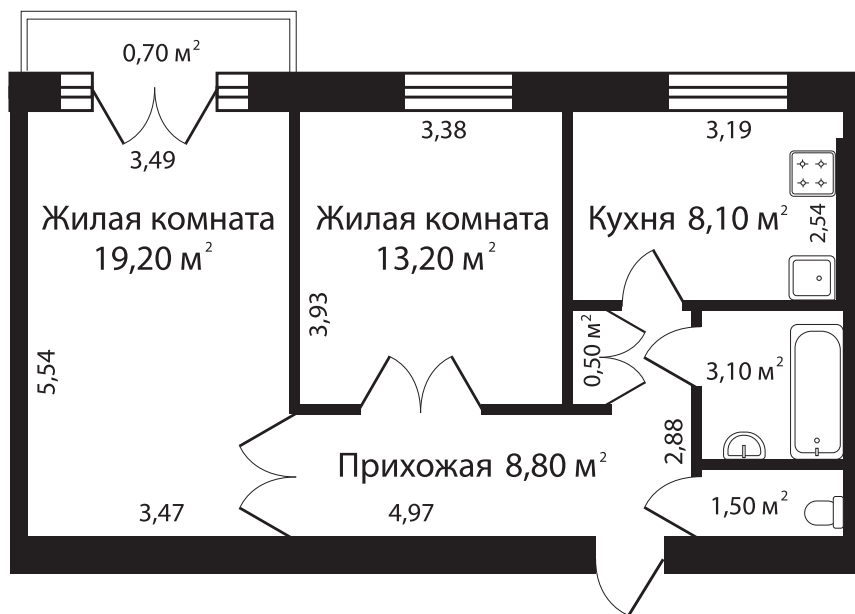 0,70 м²
3,49
3,38
3,19
Жилая комната
19,20 м²
Жилая комната
13,20 м²
Кухня 8,10 м²
2,54
3,93
5,54
0,50 м²
3,10 м²
2,88
Прихожая 8,80 м²
3,47
4,97
1,50 м²